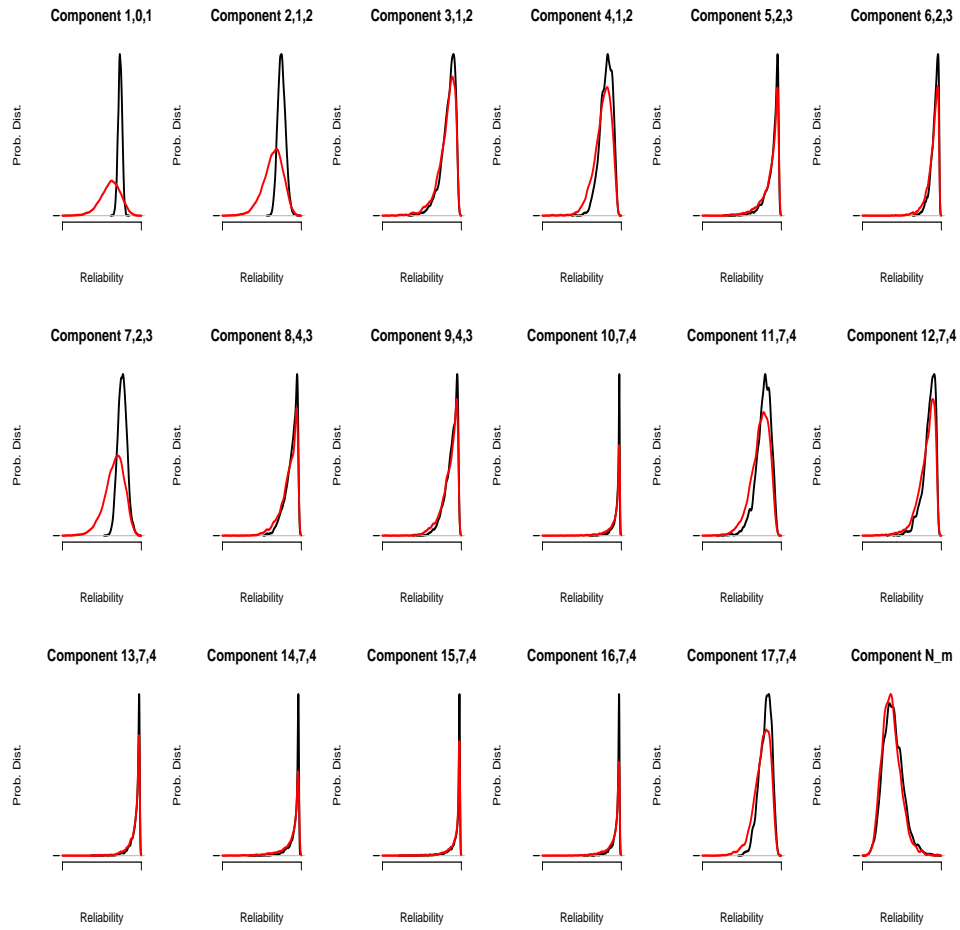 Component 1,0,1
Component 2,1,2
Component 3,1,2
Component 4,1,2
Component 5,2,3
Component 6,2,3
Prob. Dist.
Prob. Dist.
Prob. Dist.
Prob. Dist.
Prob. Dist.
Prob. Dist.
Reliability
Reliability
Reliability
Reliability
Reliability
Reliability
Component 7,2,3
Component 8,4,3
Component 9,4,3
Component 10,7,4
Component 11,7,4
Component 12,7,4
Prob. Dist.
Prob. Dist.
Prob. Dist.
Prob. Dist.
Prob. Dist.
Prob. Dist.
Reliability
Reliability
Reliability
Reliability
Reliability
Reliability
Component 13,7,4
Component 14,7,4
Component 15,7,4
Component 16,7,4
Component 17,7,4
Component N_m
Prob. Dist.
Prob. Dist.
Prob. Dist.
Prob. Dist.
Prob. Dist.
Prob. Dist.
Reliability
Reliability
Reliability
Reliability
Reliability
Reliability